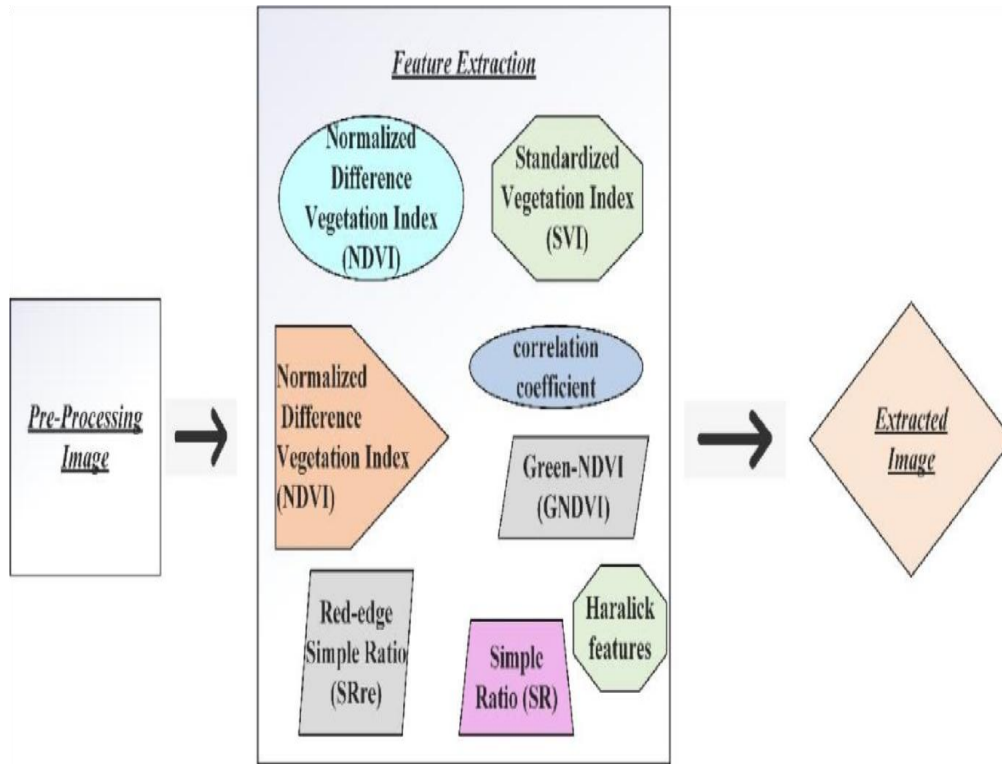 Feature Extraction
Normalized
Difference
Vegetation Index
(NDVI)
Standardized
Vegetation Index
(SVI)
Normalized
Difference
Vegetation Index
(NDVI)
correlation
coefficient
Green-NDVI
(GNDVI)
Red-edge
Simple Ratio
(SRre)
Simple
Ratio (SR)
Haralick
features
Pre-Processing
Image
Extracted
Image